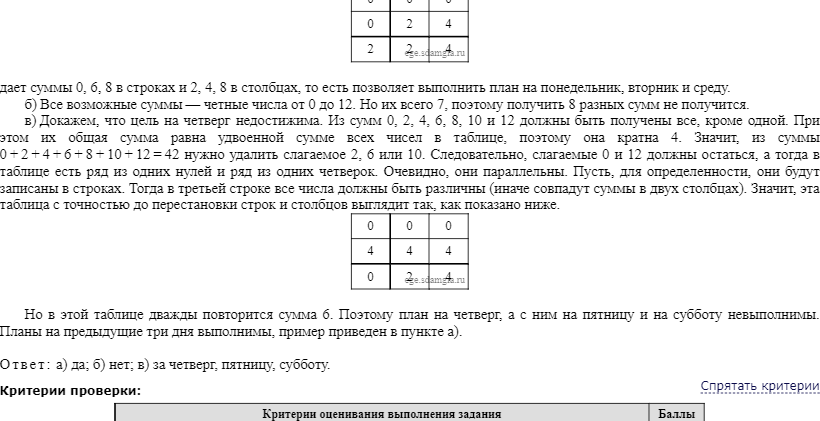 0 2 4
2 2 4
ege.sdamgia.ru
дает суммы 0, 6, 8 в строках и 2, 4, 8 в столбцах, то есть позволяет выполнить план на понедельник, вторник и среду.
б) Все возможные суммы — четные числа от 0 до 12. Но их всего 7, поэтому получить 8 разных сумм не получится.
в) Докажем, что цель на четверг недостижима. Из сумм 0, 2, 4, 6, 8, 10 и 12 должны быть получены все, кроме одной. При
этом их общая сумма равна удвоенной сумме всех чисел в таблице, поэтому она кратна 4. Значит, из суммы
0 + 2 + 4 + 6 + 8 + 10 + 12 = 42 нужно удалить слагаемое 2, 6 или 10. Следовательно, слагаемые 0 и 12 должны остаться, а тогда в
таблице есть ряд из одних нулей и ряд из одних четверок. Очевидно, они параллельны. Пусть, для определенности, они будут
записаны в строках. Тогда в третьей строке все числа должны быть различны (иначе совпадут суммы в двух столбцах). Значит, эта
таблица с точностью до перестановки строк и столбцов выглядит так, как показано ниже.
0 0 0
4 4 4
0 2 4
ege.sdamgia.ru
Но в этой таблице дважды повторится сумма 6. Поэтому план на четверг, а с ним на пятницу и на субботу невыполнимы.
Планы на предыдущие три дня выполнимы, пример приведен в пункте а).
Ответ: а) да; б) нет; в) за четверг, пятницу, субботу.
Критерии проверки:
Спрятать критерии
Критерии оценивания выполнения задания Баллы